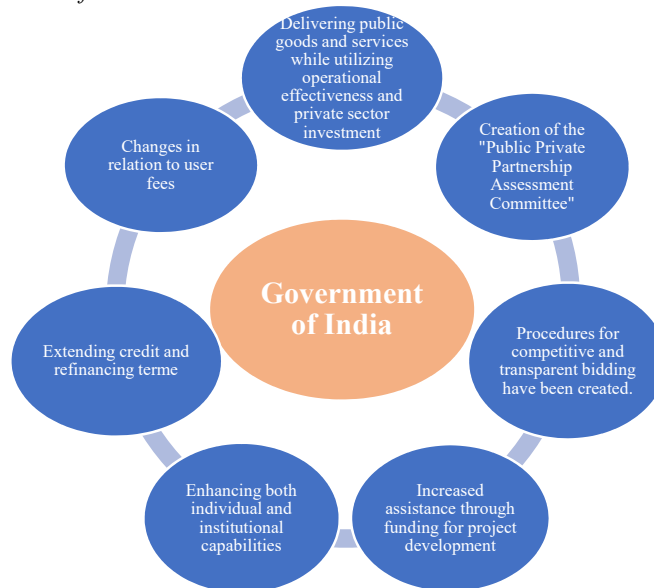 Delivering public
goods and services
while utilizing
operational
effectiveness and
private sector
investment
Creation of the
"Public Private
Partnership
Assessment
Committee"
Procedures for
competitive and
transparent bidding
have been created.
Increased
assistance through
funding for project
development
Enhancing both
individual and
institutional
capabilities
Extending credit and
refinancing terme
Changes in
relation to user
fees
Government
of India